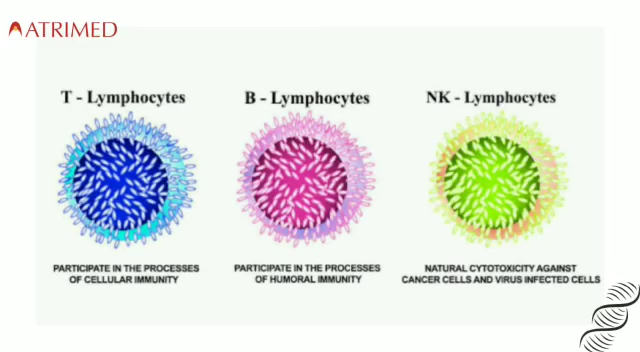 ATRIMED
T - Lymphocytes
B - Lymphocytes
NK - Lymphocytes
PARTICIPATE IN THE PROCESSES
OF CELLULAR IMMUNITY
PARTICIPATE IN THE PROCESSES
OF HUMORAL IMMUNITY
NATURAL CYTOTOXICITY AGAINST
CANCER CELLS AND VIRUS INFECTED CELLS